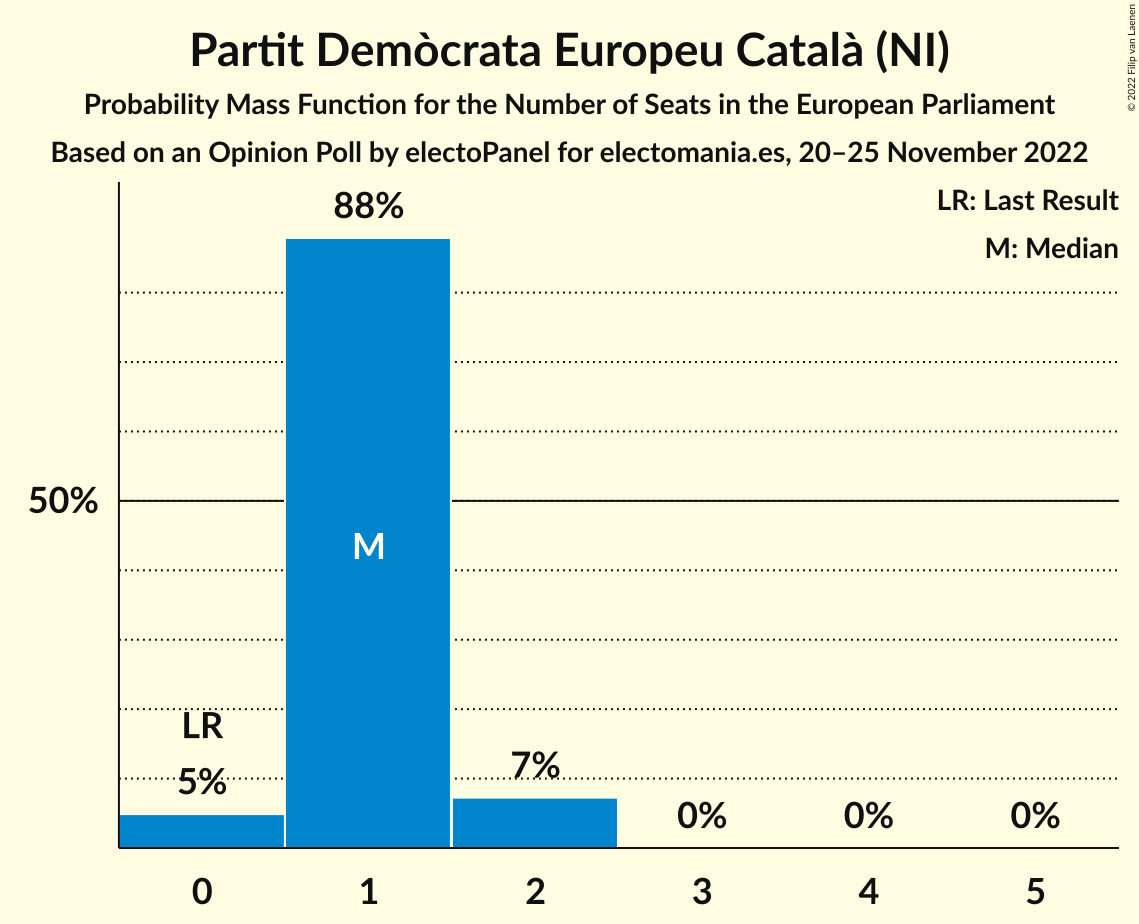 Partit Demòcrata Europeu Català (NI)
Probability Mass Function for the Number of Seats in the European Parliament
Based on an Opinion Poll by electoPanel for electomania.es, 20–25 November 2022
© 2022 Filip van Laenen
LR: Last Result
M: Median
88%
50%
M
LR
5%
7%
0%
0%
0%
0
1
2
3
4
5